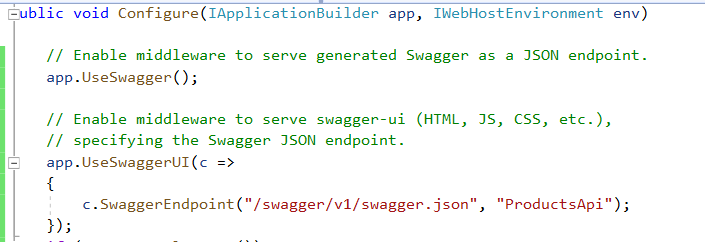 ublic void Configure(IApplicationBuilder app, IWebHostEnvironment env)
// Enable middleware to serve generated Swagger as a JSON endpoint.
app.UseSwagger();
// Enable middleware to serve swagger-ui (HTML, JS, CSS, etc.),
// specifying the Swagger JSON endpoint.
app.UseSwaggerUI(c =>
{
c.SwaggerEndpoint("/swagger/v1/swagger.json", "ProductsApi");
});